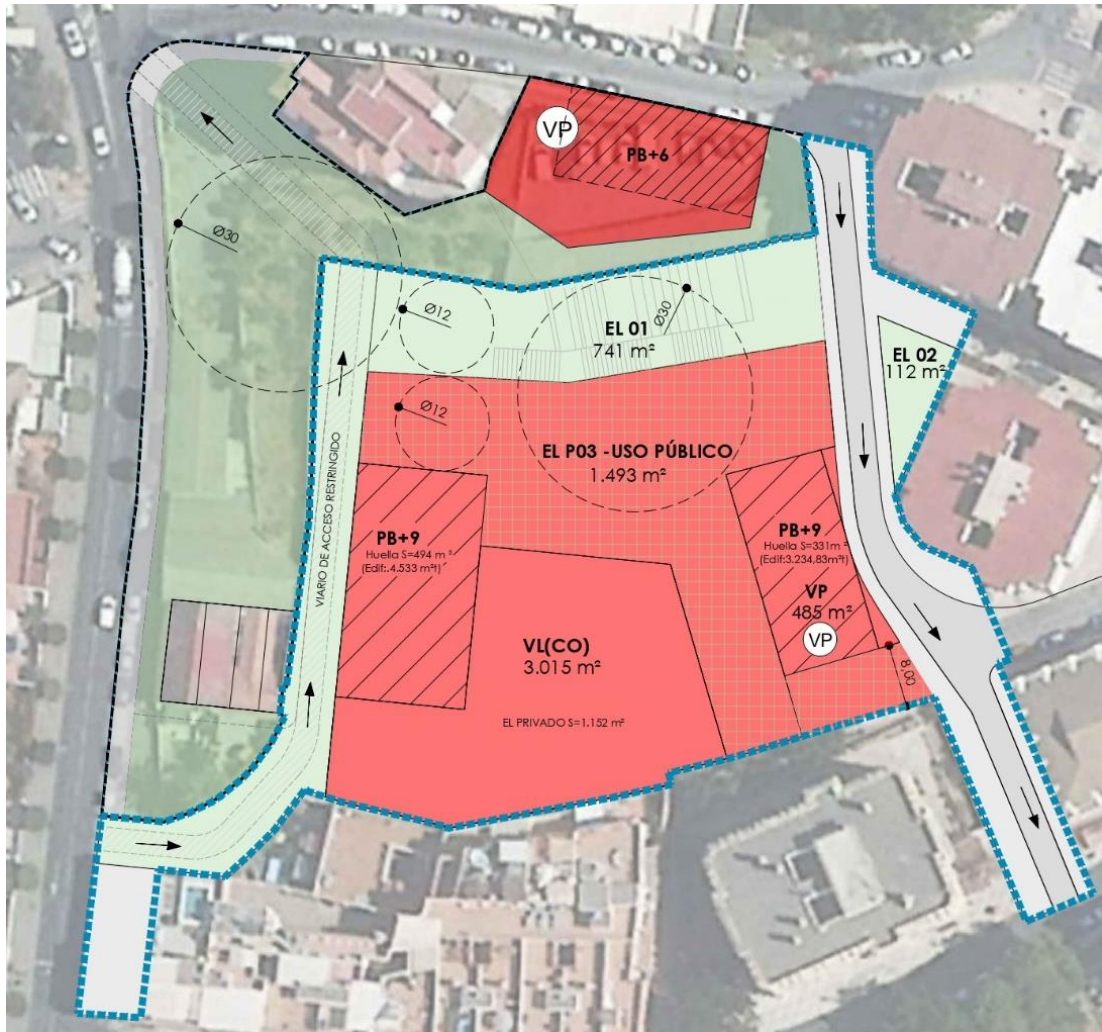 VP
PB+6
Ø30
Ø12
Ø30
EL 01
741 m²
EL 02
112 m²
Ø12
EL P03 -USO PÚBLICO
1.493 m²
VIARIO DE ACCESO RESTRINGIDO
PB+9
Huella S=494 m²
(Edif:.4.533 m²t)
PB+9
Huella S=331m²
(Edif:3.234,83m²t)
VP
485 m²
VP
8,00
VL(CO)
3.015 m²
EL PRIVADO S=1.152 m²